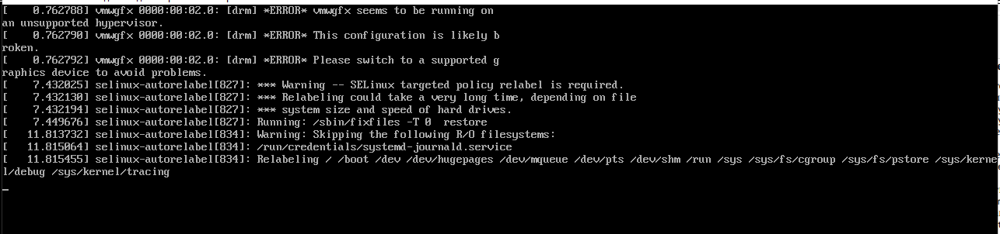 [    0.762788] vmwgfx 0000:00:02.0: [drm] *ERROR* vmwgfx seems to be running on
an unsupported hypervisor.
[    0.762790] vmwgfx 0000:00:02.0: [drm] *ERROR* This configuration is likely b
roken.
[    0.762792] vmwgfx 0000:00:02.0: [drm] *ERROR* Please switch to a supported g
raphics device to avoid problems.
[    7.432025] selinux-autorelabel[827]: *** Warning -- SELinux targeted policy relabel is required.
[    7.432130] selinux-autorelabel[827]: *** Relabeling could take a very long time, depending on file
[    7.432194] selinux-autorelabel[827]: *** system size and speed of hard drives.
[    7.449676] selinux-autorelabel[827]: Running: /sbin/fixfiles -T 0  restore
[   11.813732] selinux-autorelabel[834]: Warning: Skipping the following R/O filesystems:
[   11.815064] selinux-autorelabel[834]: /run/credentials/systemd-journald.service
[   11.815455] selinux-autorelabel[834]: Relabeling / /boot /dev /dev/hugepages /dev/mqueue /dev/pts /dev/shm /run /sys /sys/fs/cgroup /sys/fs/pstore /sys/kerne
l/debug /sys/kernel/tracing